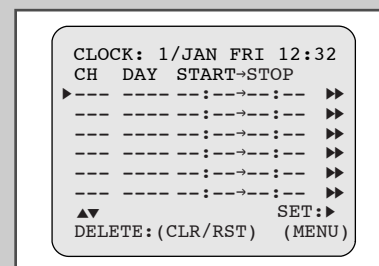 CLOCK: 1/JAN FRI 12:32
CH DAY START→STOP
▶--- ---- --:--→--:-- ▶▶
--- ---- --:--→--:-- ▶▶
--- ---- --:--→--:-- ▶▶
--- ---- --:--→--:-- ▶▶
--- ---- --:--→--:-- ▶▶
--- ---- --:--→--:-- ▶▶
▲▼ SET:▶
DELETE:(CLR/RST) (MENU)